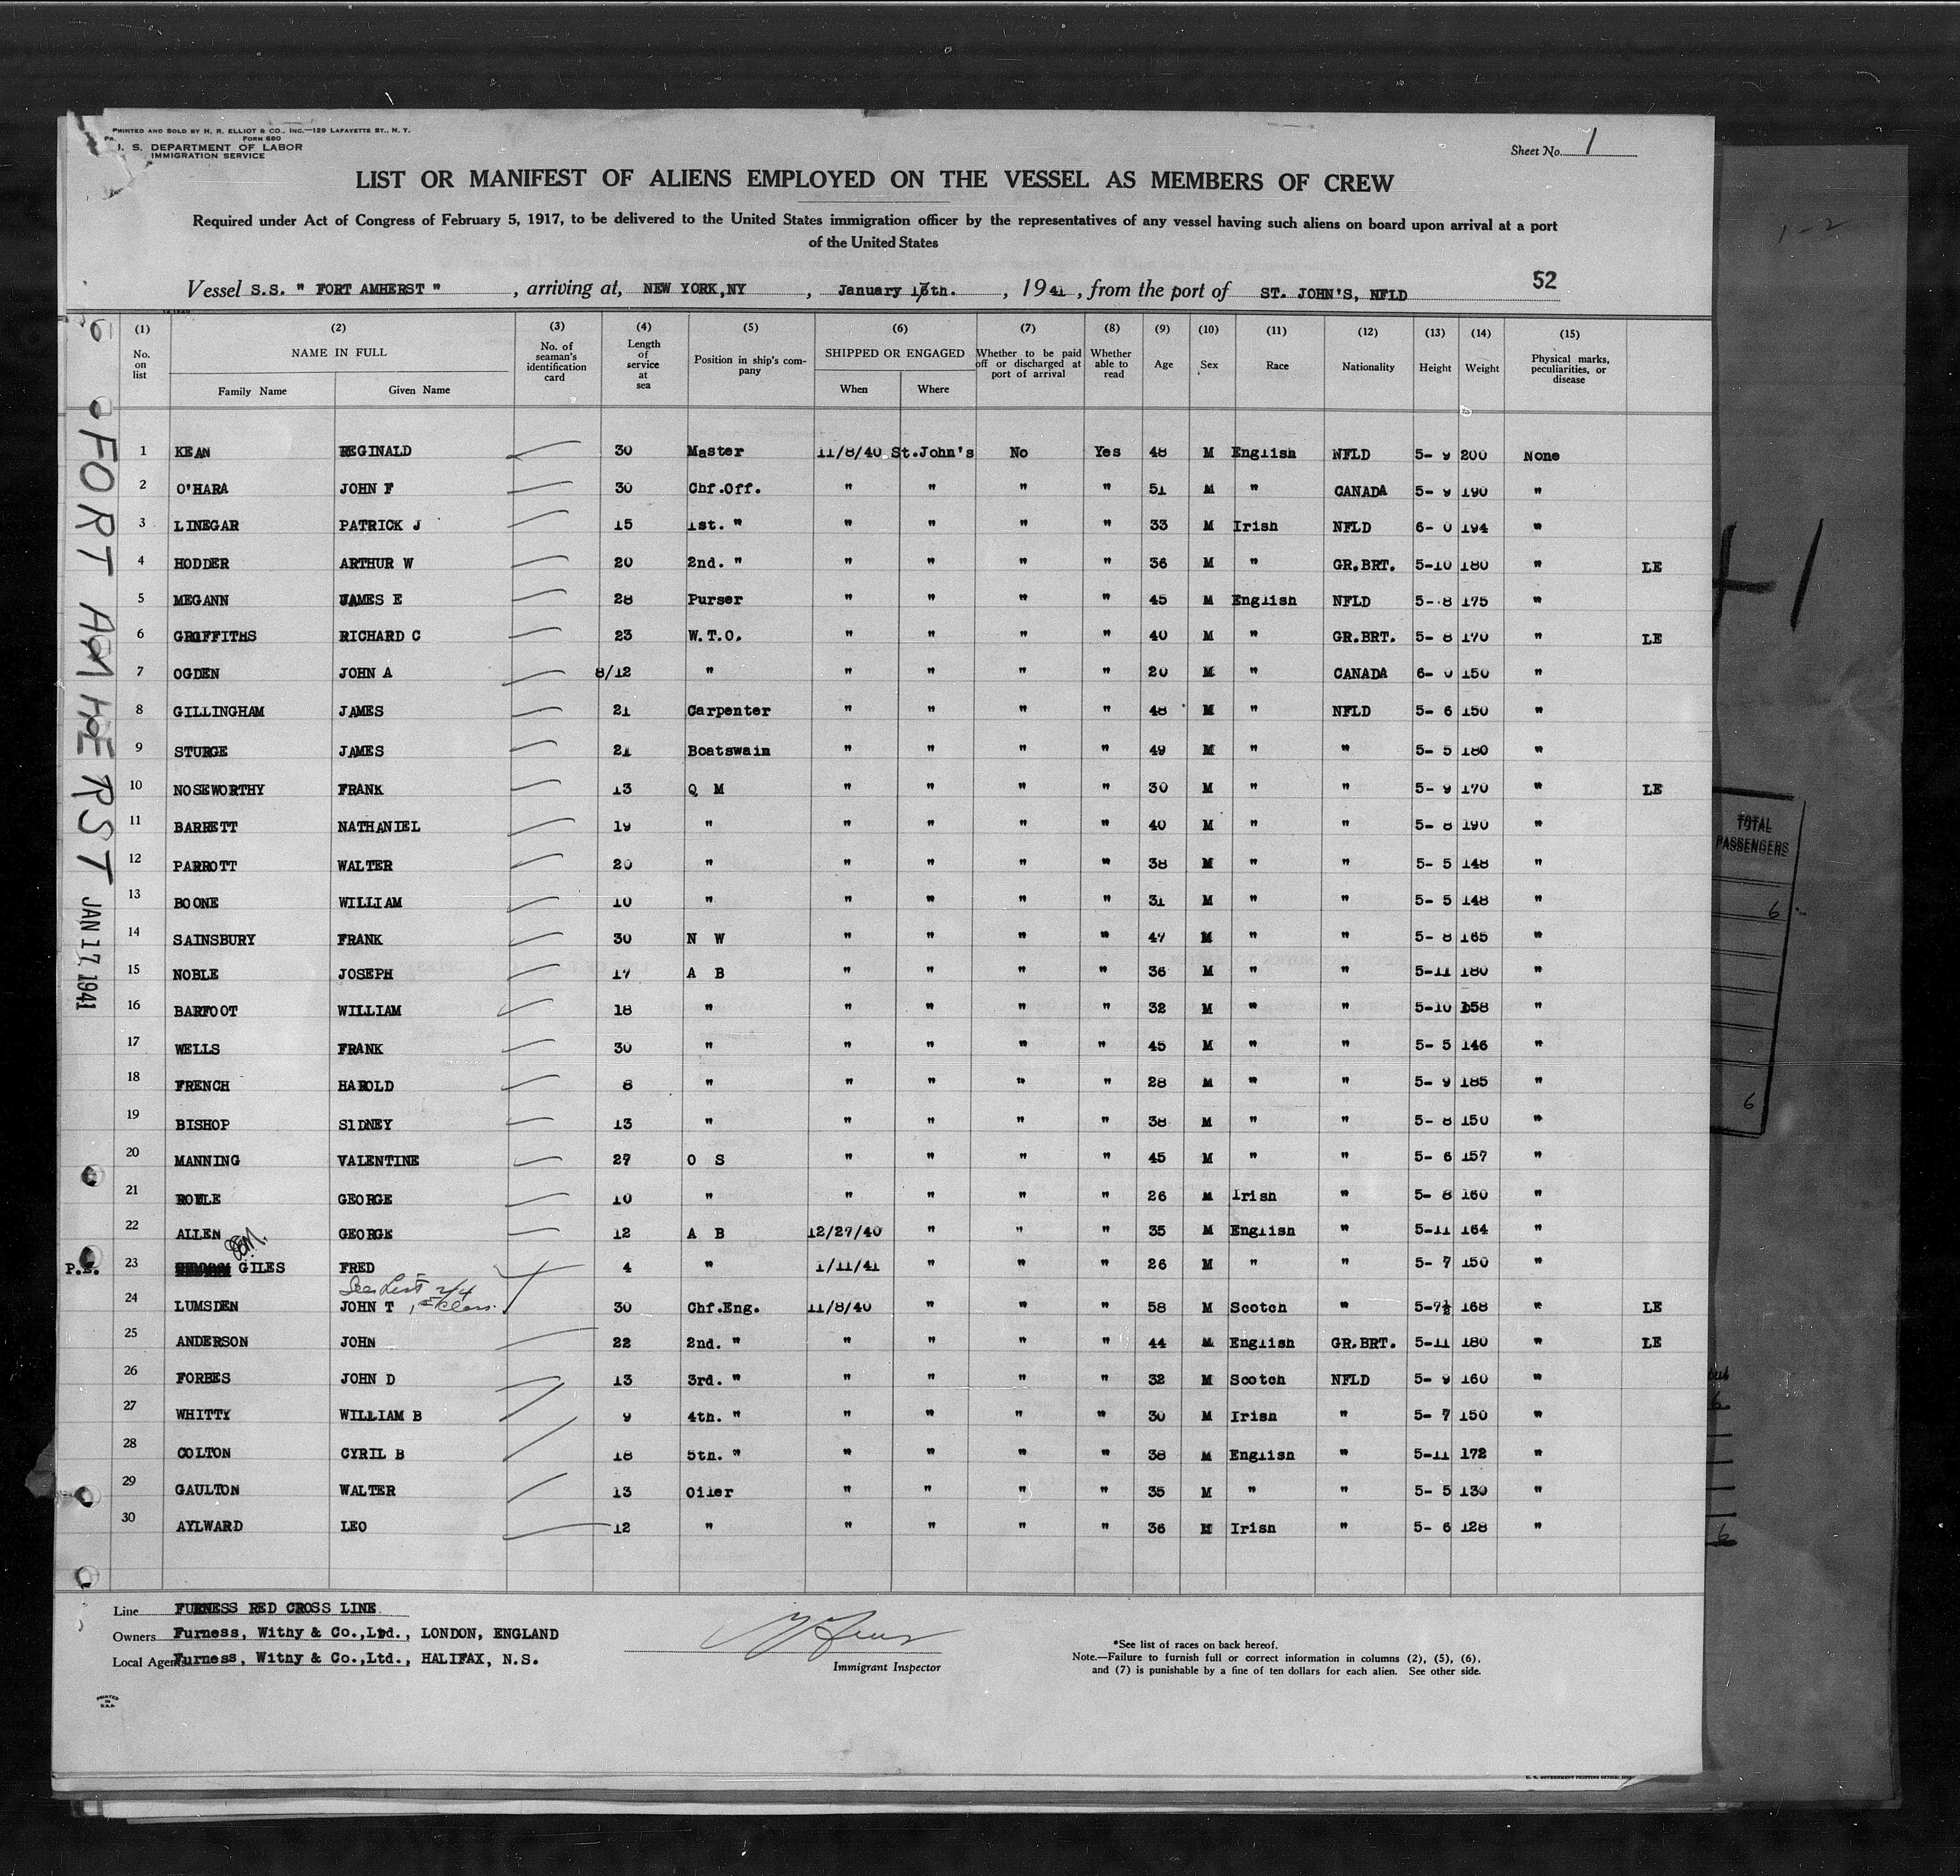 PRINTED AND SOLD BY H. R. ELLIOT & CO., INC.—129 LAFAYETTE ST., N. Y.
FORM 680
U. S. DEPARTMENT OF LABOR
IMMIGRATION SERVICE
Sheet No. 1
LIST OR MANIFEST OF ALIENS EMPLOYED ON THE VESSEL AS MEMBERS OF CREW
Required under Act of Congress of February 5, 1917, to be delivered to the United States immigration officer by the representatives of any vessel having such aliens on board upon arrival at a port
of the United States
Vessel S.S. " FORT AMHERST " , arriving at, NEW YORK,NY , January th. , 19 41 , from the port of ST. JOHN'S, NFLD 52
(1) (2) (3) (4) (5) (6) (7) (8) (9) (10) (11) (12) (13) (14) (15)
No. on list NAME IN FULL No. of seaman's identification card Length of service at sea Position in ship's company SHIPPED OR ENGAGED Whether to be paid off or discharged at port of arrival Whether able to read Age Sex Race Nationality Height Weight Physical marks, peculiarities, or disease
Family Name Given Name When Where
1 KEAN REGINALD 30 Master 11/8/40 St.John's No Yes 48 M English NFLD 5- 9 200 None
2 O'HARA JOHN F 30 Chf.Off. " " " " 51 M " CANADA 5- 9 190 "
3 LINEGAR PATRICK J 15 1st. " " " " " 33 M Irish NFLD 6- 0 194 "
4 HODDER ARTHUR W 20 2nd. " " " " " 36 M " GR.BRT. 5-10 180 " LE
5 MEGANN JAMES E 28 Purser " " " " 45 M English NFLD 5- 8 175 "
6 GRIFFITHS RICHARD C 23 W.T.O. " " " " 40 M " GR.BRT. 5- 8 170 " LE
7 OGDEN JOHN A 8/12 " " " " " 20 M " CANADA 6- 0 150 "
8 GILLINGHAM JAMES 21 Carpenter " " " " 48 M " NFLD 5- 6 150 "
9 STURGE JAMES 21 Boatswain " " " " 49 M " " 5- 5 180 "
10 NOSEWORTHY FRANK 13 Q M " " " " 30 M " " 5- 9 170 " LE
11 BARRETT NATHANIEL 19 " " " " " 40 M " " 5- 8 190 "
12 PARROTT WALTER 20 " " " " " 38 M " " 5- 5 148 "
13 BOONE WILLIAM 10 " " " " " 31 M " " 5- 5 148 "
14 SAINSBURY FRANK 30 N W " " " " 47 M " " 5- 8 165 "
15 NOBLE JOSEPH 17 A B " " " " 36 M " " 5-11 180 "
16 BARFOOT WILLIAM 18 " " " " " 32 M " " 5-10 158 "
17 WELLS FRANK 30 " " " " " 45 M " " 5- 5 146 "
18 FRENCH HAROLD 8 " " " " " 28 M " " 5- 9 185 "
19 BISHOP SIDNEY 13 " " " " " 38 M " " 5- 8 150 "
20 MANNING VALENTINE 27 O S " " " " 45 M " " 5- 6 157 "
21 GEORGE 10 " " " " " 26 M Irish " 5- 8 160 "
22 ALLEN GEORGE 12 A B 12/27/40 " " " 35 M English " 5-11 164 "
23 GILES FRED 4 " 1/11/41 " " " 26 M " " 5- 7 150 "
24 LUMSDEN JOHN T 30 Chf.Eng. 11/8/40 " " " 58 M Scotch " 5-7½ 168 " LE
25 ANDERSON JOHN 22 2nd. " " " " " 44 M English GR.BRT. 5-11 180 " LE
26 FORBES JOHN D 13 3rd. " " " " " 32 M Scotch NFLD 5- 9 160 "
27 WHITTY WILLIAM B 9 4th. " " " " " 30 M Irish " 5- 7 150 "
28 COLTON CYRIL B 18 5th. " " " " " 38 M English " 5-11 172 "
29 GAULTON WALTER 13 Oiler " " " " 35 M " " 5- 5 130 "
30 AYLWARD LEO 12 " " " " " 36 M Irish " 5- 6 128 "
FORT AMHERST JAN 17 1941
TOTAL
PASSENGERS
6
6
Line FURNESS RED CROSS LINE
Owners Furness, Withy & Co.,Ltd., LONDON, ENGLAND
Local Agents Furness, Withy & Co.,Ltd., HALIFAX, N.S.
Immigrant Inspector
*See list of races on back hereof.
Note.—Failure to furnish full or correct information in columns (2), (5), (6),
and (7) is punishable by a fine of ten dollars for each alien. See other side.
PRINTED
IN
U.S.A.